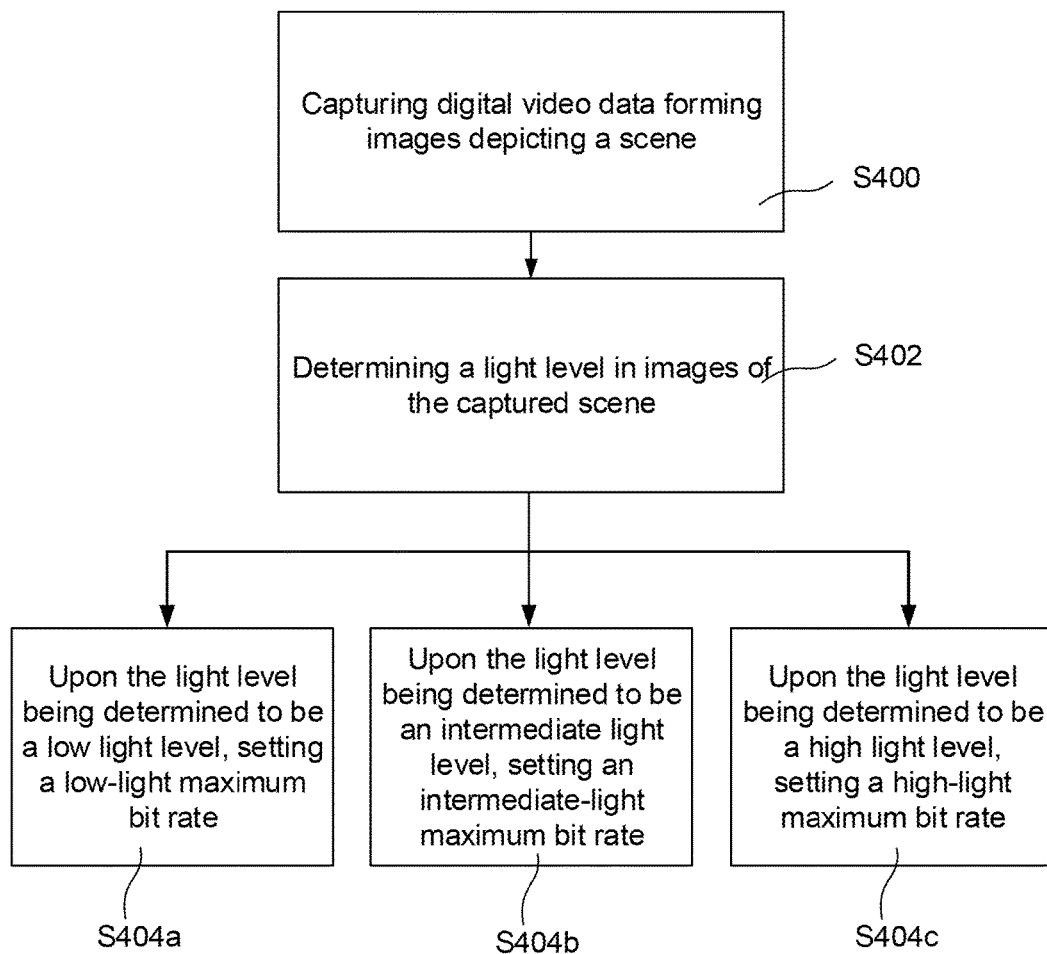 Capturing digital video data forming
images depicting a scene
S400
Determining a light level in images of
the captured scene
S402
Upon the light level
being determined to be
a low light level, setting
a low-light maximum
bit rate
S404a
Upon the light level
being determined to be
an intermediate light
level, setting an
intermediate-light
maximum bit rate
S404b
Upon the light level
being determined to be
a high light level,
setting a high-light
maximum bit rate
S404c